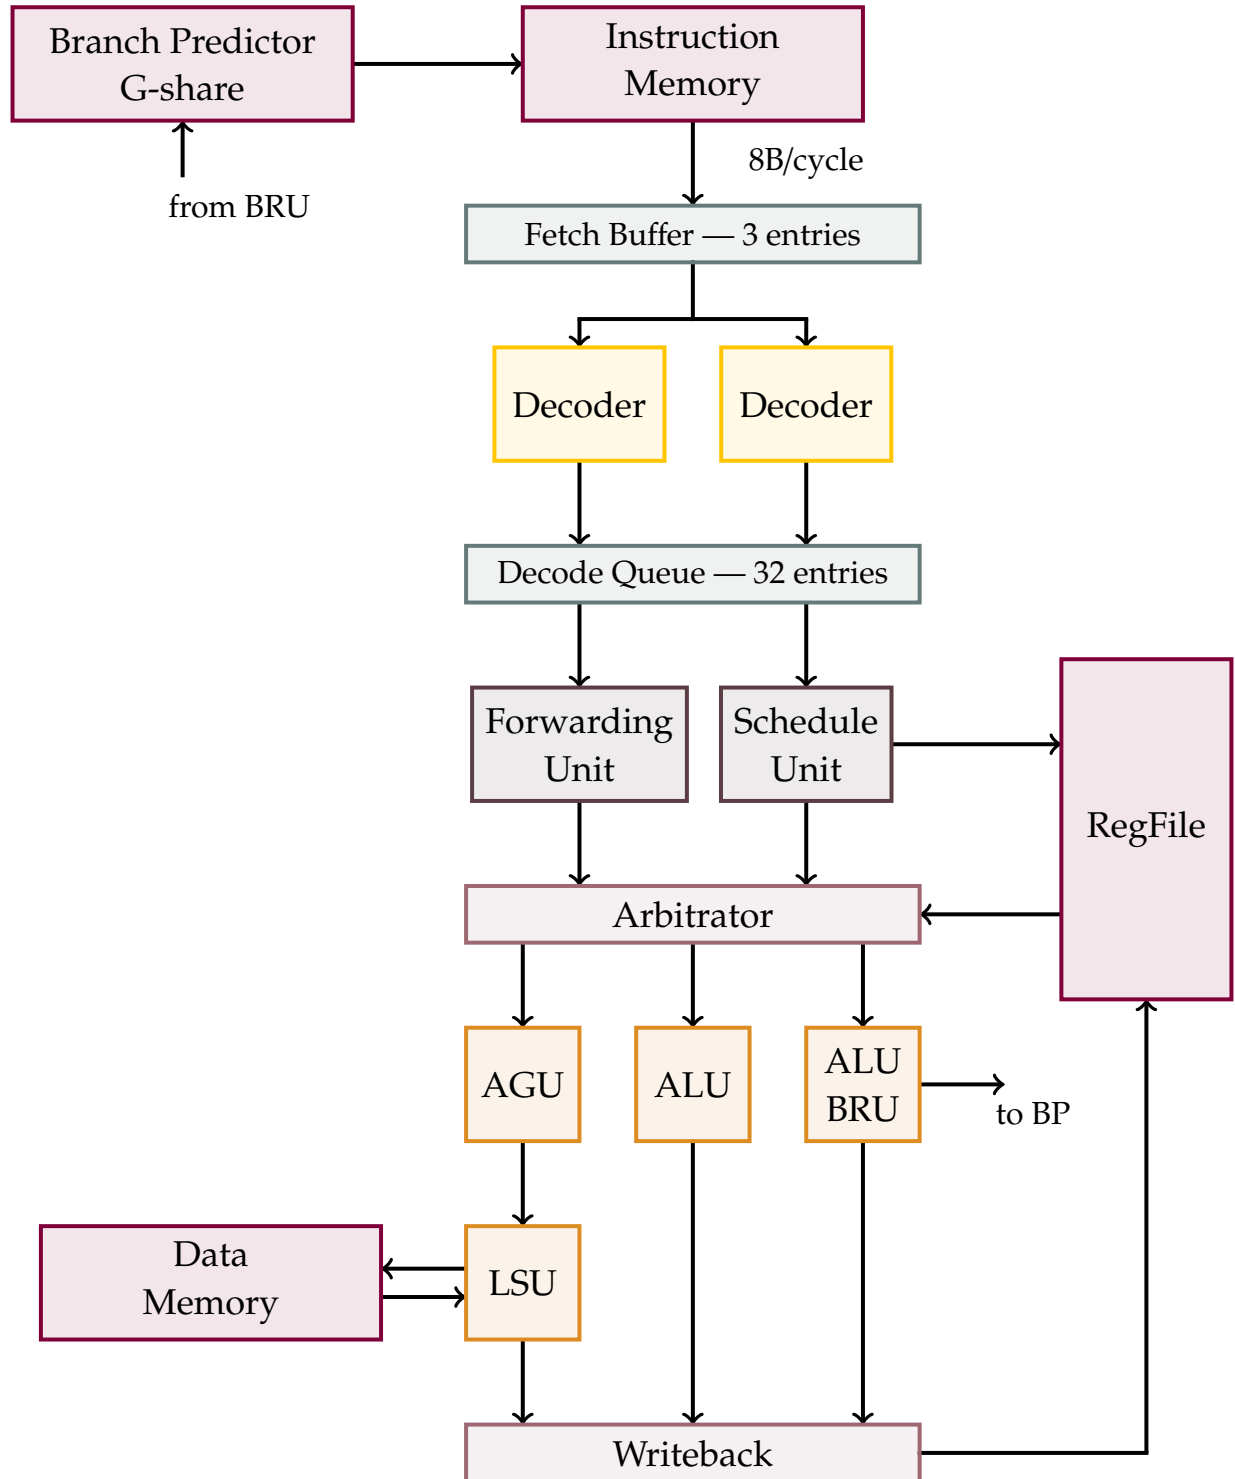 Branch Predictor
G-share
Instruction
Memory
8B/cycle
from BRU
Fetch Buffer — 3 entries
Decoder
Decoder
Decode Queue — 32 entries
Forwarding
Unit
Schedule
Unit
RegFile
Arbitrator
AGU
ALU
ALU
BRU
to BP
Data
Memory
LSU
Writeback